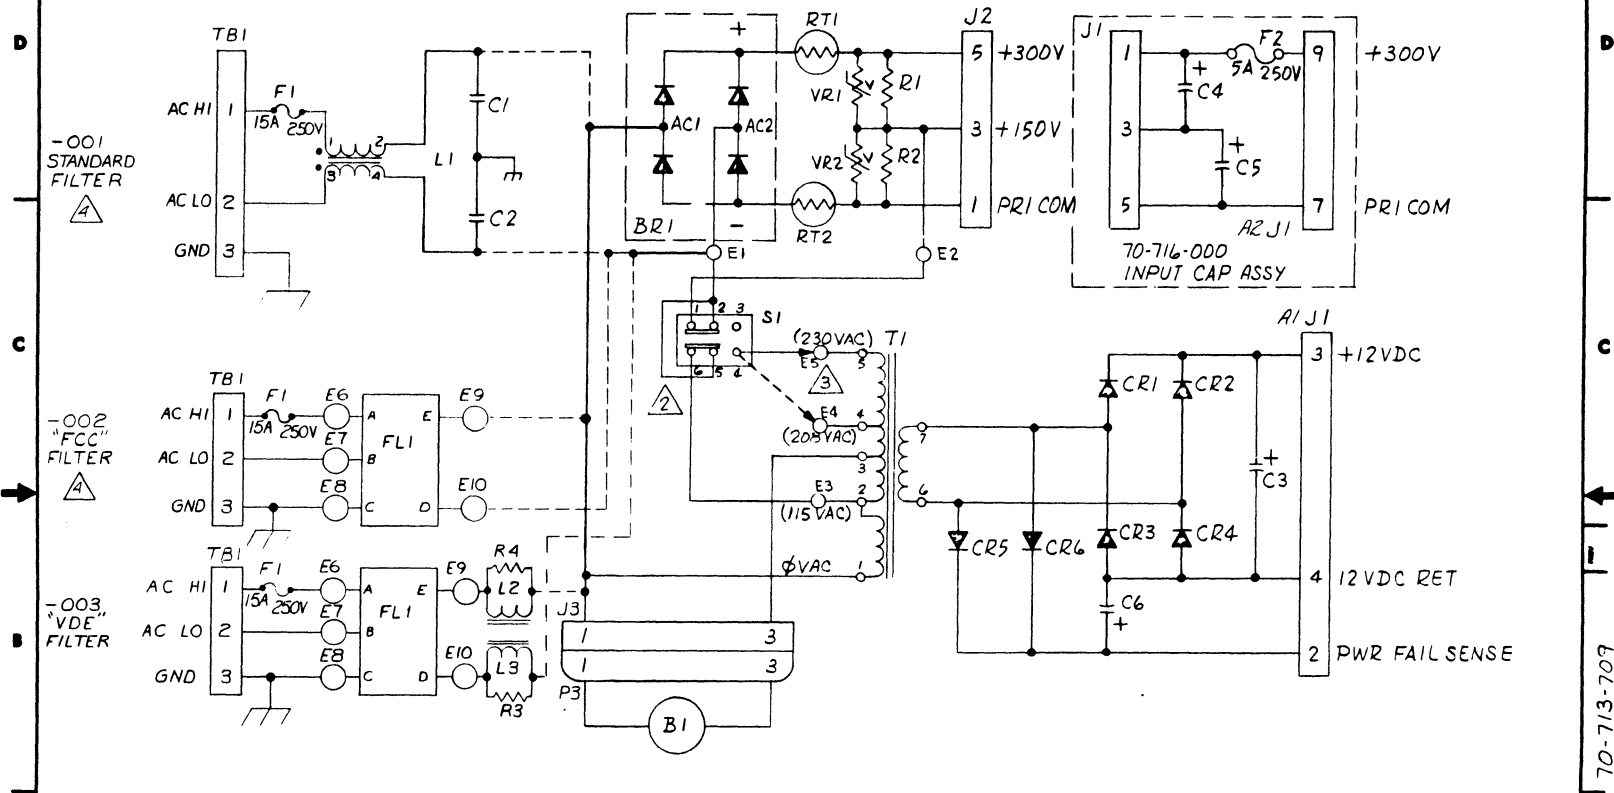 D
D
TB1
AC HI
1
F1
15A 250V
1
2
3
4
L1
C1
C2
AC LO
2
GND
3
-001
STANDARD
FILTER
4
+
AC1
AC2
BR1
-
RT1
RT2
VR1
R1
VR2
R2
J2
5
+300V
3
+150V
1
PRI COM
E1
E2
J1
1
3
5
C4
+
F2
5A 250V
+
C5
9
+300V
7
PRI COM
A2J1
70-716-000
INPUT CAP ASSY
C
C
1
2
3
S1
6
5
4
2
(230VAC)
E5
3
E4
(208VAC)
E3
(115VAC)
ϕVAC
T1
5
4
3
2
1
7
6
A1J1
3
+12VDC
CR1
CR2
+
C3
CR5
CR6
CR3
CR4
4
12VDC RET
C6
+
2
PWR FAIL SENSE
-002
"FCC"
FILTER
4
TB1
AC HI
1
F1
15A 250V
E6
A
E
E9
FL1
AC LO
2
E7
B
GND
3
E8
C
D
E10
-003
"VDE"
FILTER
TB1
AC HI
1
F1
15A 250V
E6
A
E
E9
FL1
AC LO
2
E7
B
GND
3
E8
C
D
E10
R4
L2
L3
R3
J3
1
3
1
3
P3
B1
B
1
70-713-709